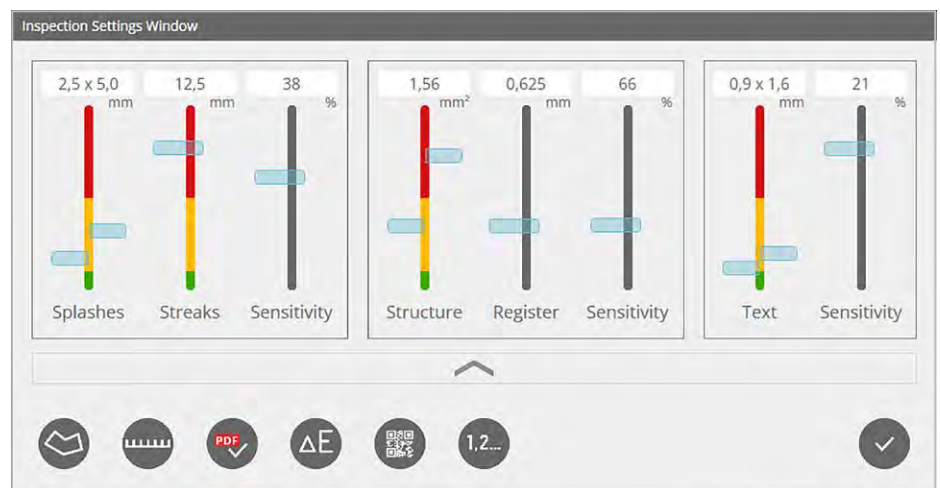 Inspection Settings Window
2,5 x 5,0 12,5 38 1,56 0,625 66 0,9 x 1,6 21
mm mm % mm² mm % mm %
Splashes Streaks Sensitivity Structure Register Sensitivity Text Sensitivity
PDF ΔE 1,2...